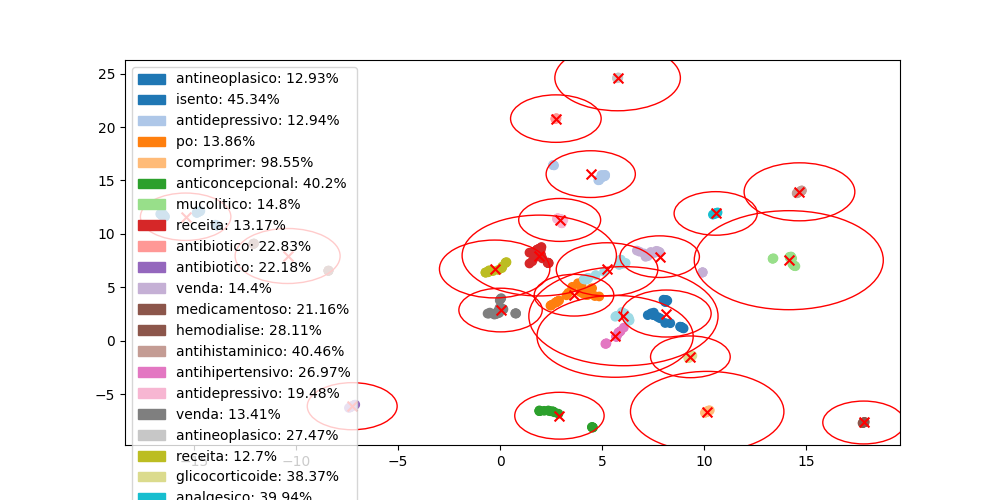 antineoplasico: 12.93%
isento: 45.34%
antidepressivo: 12.94%
po: 13.86%
comprimer: 98.55%
anticoncepcional: 40.2%
mucolitico: 14.8%
receita: 13.17%
antibiotico: 22.83%
antibiotico: 22.18%
venda: 14.4%
medicamentoso: 21.16%
hemodialise: 28.11%
antihistaminico: 40.46%
antihipertensivo: 26.97%
antidepressivo: 19.48%
venda: 13.41%
antineoplasico: 27.47%
receita: 12.7%
glicocorticoide: 38.37%
analgesico: 39.94%
25
20
15
10
5
0
−5
−15
−10
−5
0
5
10
15